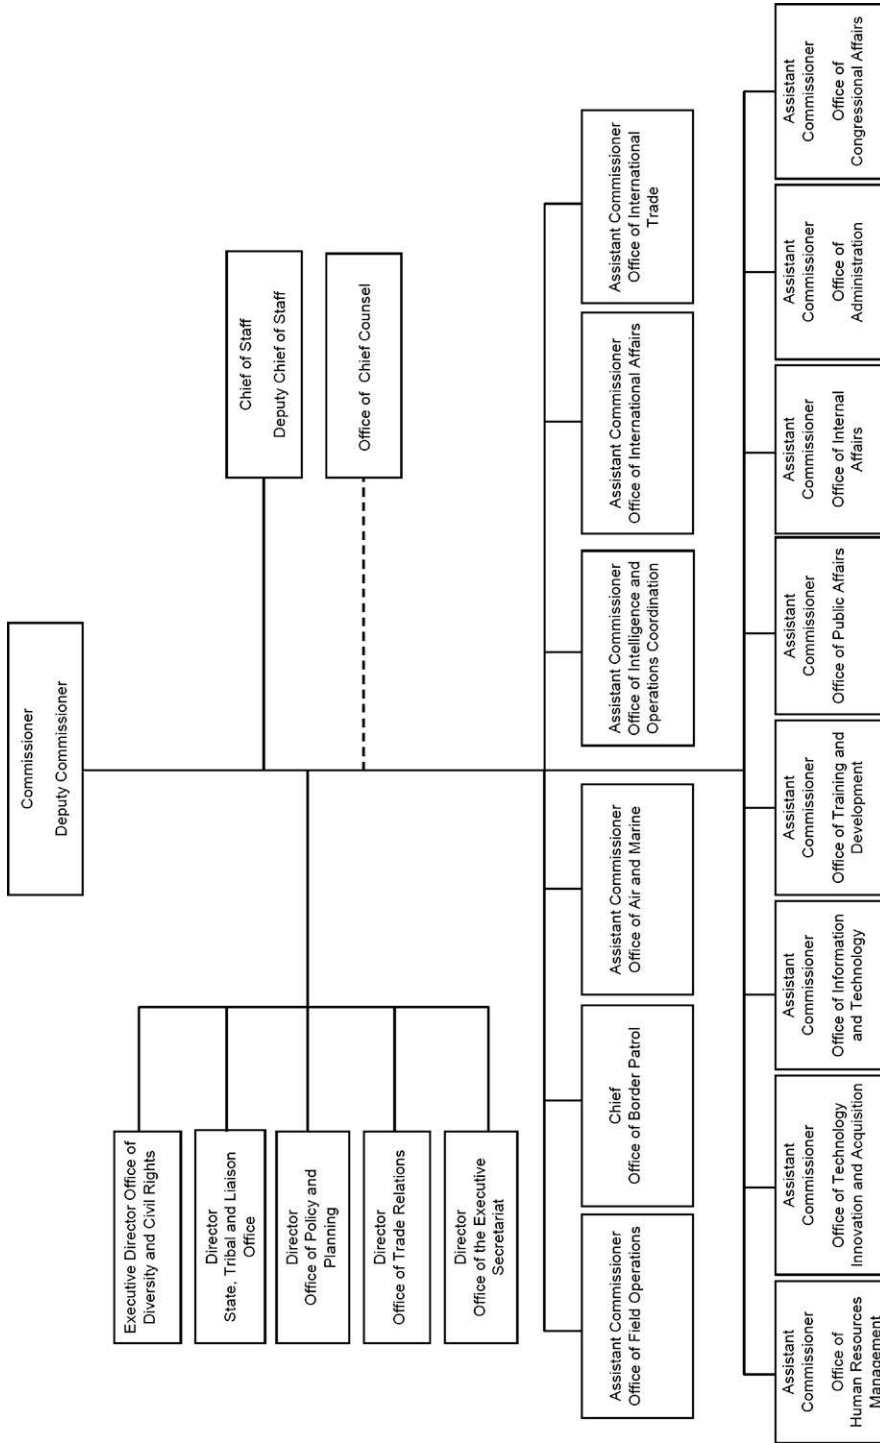 Commissioner
Deputy Commissioner
Chief of Staff
Deputy Chief of Staff
Office of Chief Counsel
Executive Director Office of
Diversity and Civil Rights
Director
State, Tribal and Liaison
Office
Director
Office of Policy and
Planning
Director
Office of Trade Relations
Director
Office of the Executive
Secretariat
Assistant Commissioner
Office of Field Operations
Chief
Office of Border Patrol
Assistant Commissioner
Office of Air and Marine
Assistant Commissioner
Office of Intelligence and
Operations Coordination
Assistant Commissioner
Office of International Affairs
Assistant Commissioner
Office of International
Trade
Assistant
Commissioner
Office of
Human Resources
Management
Assistant
Commissioner
Office of Technology
Innovation and Acquisition
Assistant
Commissioner
Office of Information
and Technology
Assistant
Commissioner
Office of Training and
Development
Assistant
Commissioner
Office of Public Affairs
Assistant
Commissioner
Office of Internal
Affairs
Assistant
Commissioner
Office of
Administration
Assistant
Commissioner
Office of
Congressional Affairs